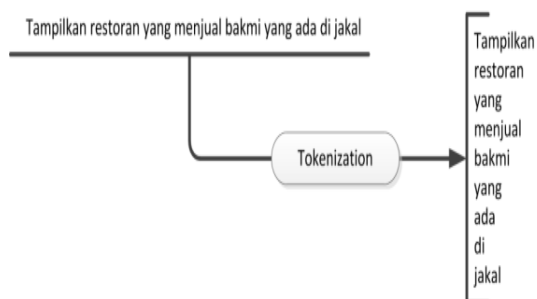 Tampilkan restoran yang menjual bakmi yang ada di jakal
Tokenization
Tampilkan
restoran
yang
menjual
bakmi
yang
ada
di
jakal